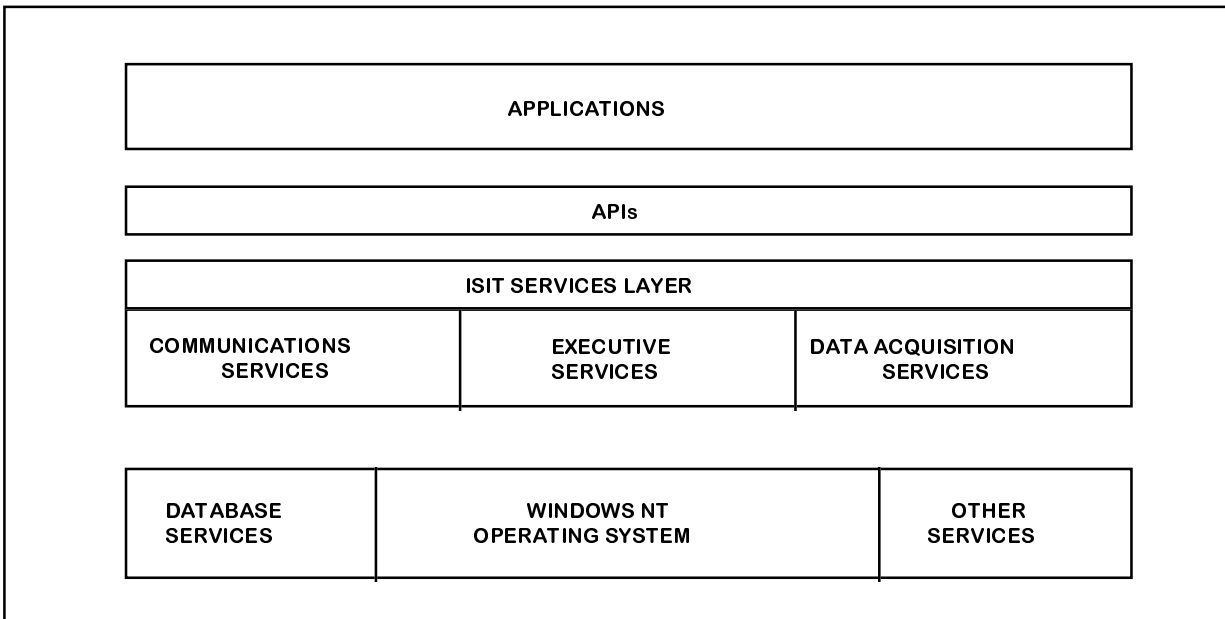 APPLICATIONS
APIs
ISIT SERVICES LAYER
COMMUNICATIONS
SERVICES
EXECUTIVE
SERVICES
DATA ACQUISITION
SERVICES
DATABASE
SERVICES
WINDOWS NT
OPERATING SYSTEM
OTHER
SERVICES